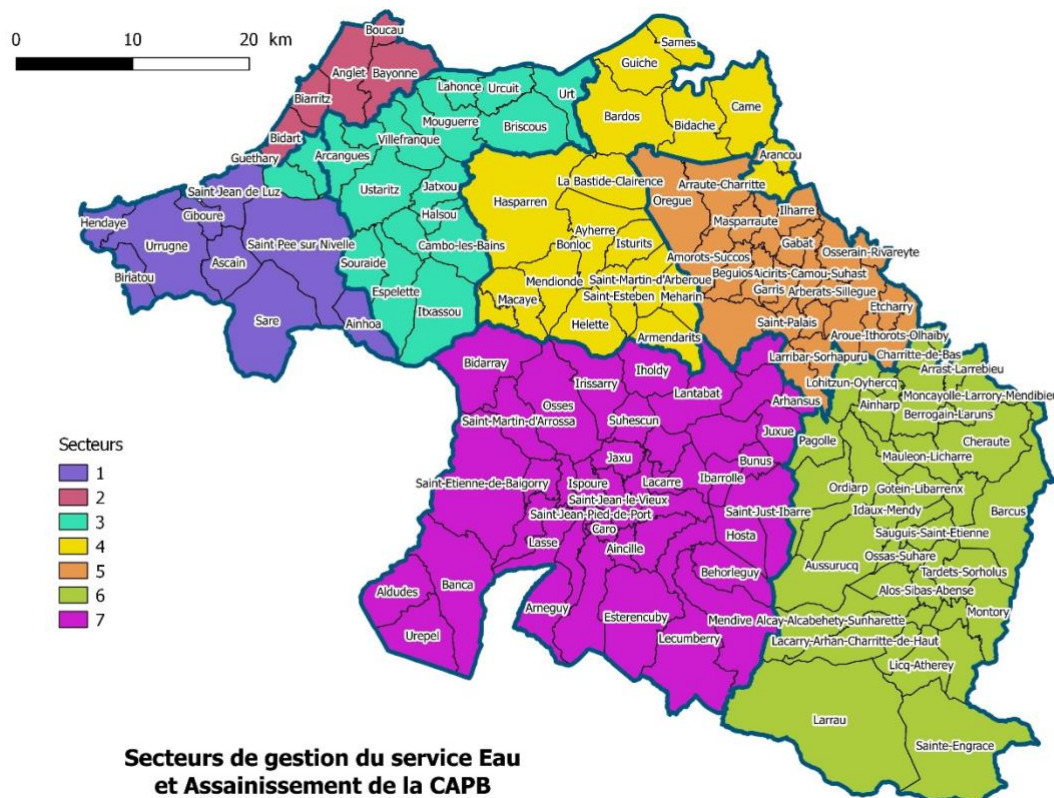 0 10 20 km
Boucau
Sames
Anglet
Bayonne
Guiche
Lahonce
Urcuit
Urt
Biarritz
Came
Mouguerre
Bardos
Briscous
Bidache
Bidart
Villefranque
Arcangues
Guethary
Arancou
La Bastide-Clairence
Arraute-Charritte
Saint-Jean de Luz
Ustaritz
Jatxou
Hasparren
Oregue
Ilharre
Ciboure
Halsou
Masparraute
Hendaye
Ayherre
Gabat
Urrugne
Saint Pee sur Nivelle
Cambo-les-Bains
Bonloc
Isturits
Osserain-Rivareyte
Ascain
Souraide
Amorots-Succos
Biriatou
Mendionde
Saint-Martin-d'Arberoue
Beguios
Aicirits-Camou-Suhast
Espelette
Saint-Esteben
Meharin
Garris
Arberats-Sillegue
Macaye
Etcharry
Sare
Itxassou
Ainhoa
Helette
Saint-Palais
Armendarits
Aroue-Ithorots-Olhaiby
Larribar-Sorhapuru
Charritte-de-Bas
Bidarray
Iholdy
Arrast-Larrebieu
Irissarry
Lohitzun-Oyhercq
Lantabat
Moncayolle-Larrory-Mendibieu
Osses
Arhansus
Ainharp
Saint-Martin-d'Arrossa
Suhescun
Berrogain-Laruns
Juxue
Pagolle
Cheraute
Secteurs
Jaxu
Bunus
Mauleon-Licharre
1
Saint-Etienne-de-Baigorry
Ispoure
Lacarre
Ibarrolle
2
Saint-Jean-le-Vieux
Ordiarp
Gotein-Libarrenx
3
Saint-Jean-Pied-de-Port
Saint-Just-Ibarre
Idaux-Mendy
Barcus
4
Caro
Hosta
Sauguis-Saint-Etienne
5
Lasse
Aincille
Ossas-Suhare
6
Behorleguy
Aussurucq
Tardets-Sorholus
7
Aldudes
Banca
Alos-Sibas-Abense
Arneguy
Esterencuby
Mendive
Alcay-Alcabehety-Sunharette
Montory
Urepel
Lecumberry
Lacarry-Arhan-Charritte-de-Haut
Licq-Atherey
Larrau
Sainte-Engrace
Secteurs de gestion du service Eau
et Assainissement de la CAPB